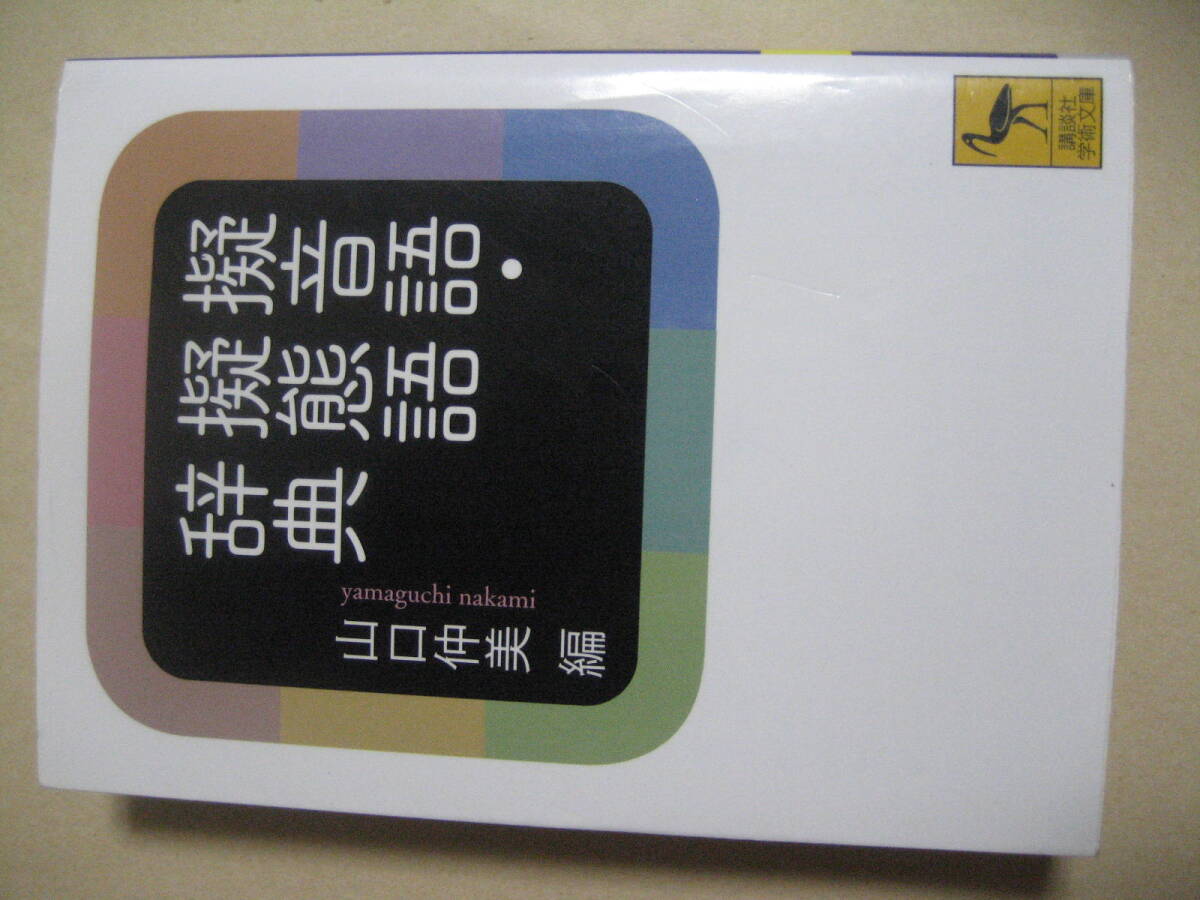 擬音語・
擬態語
辞典
yamaguchi nakami
山口仲美 編
講談社
学術文庫